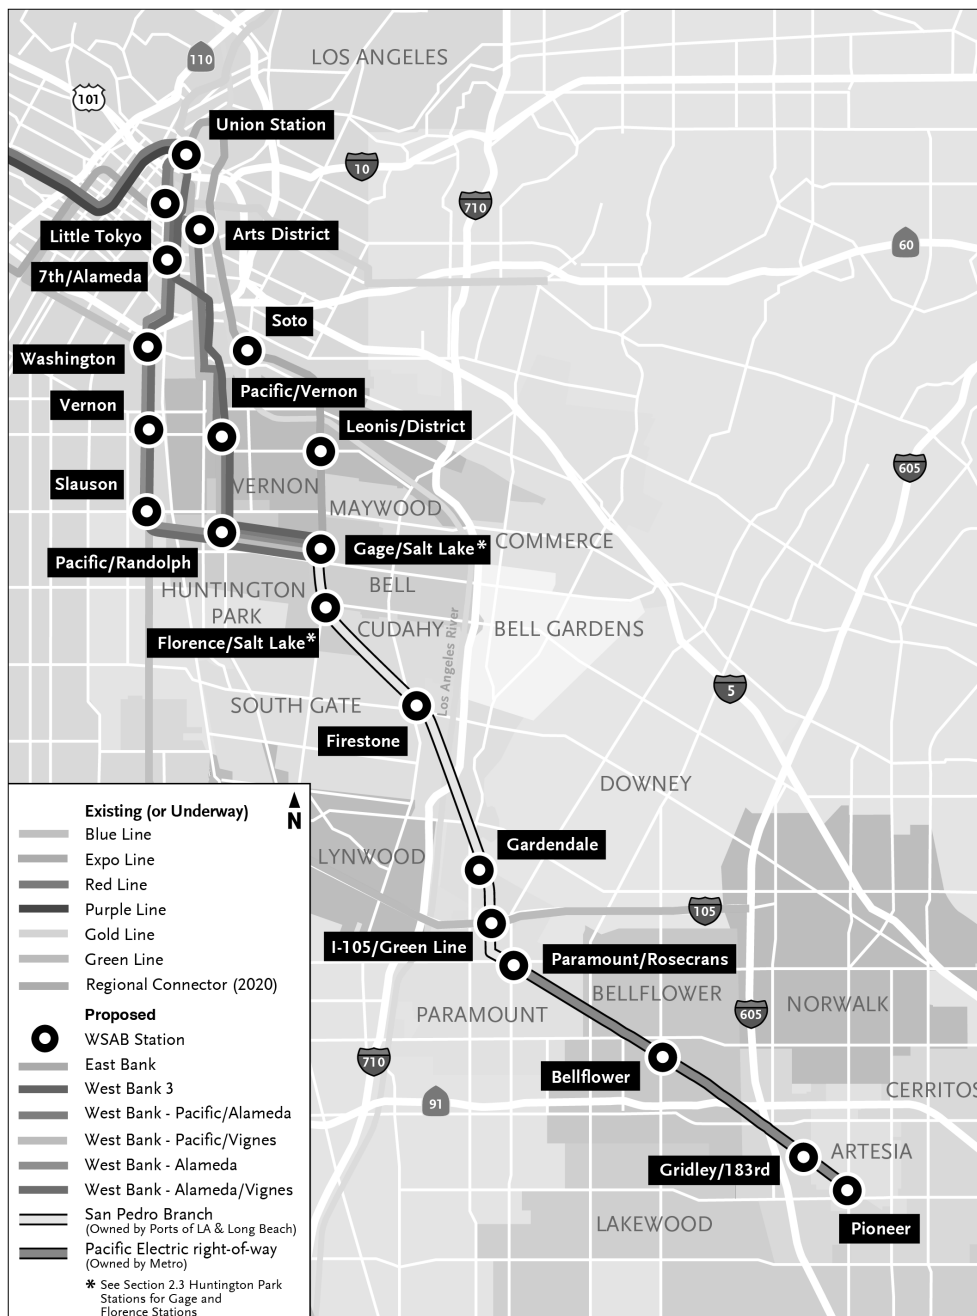 110
LOS ANGELES
101
Union Station
10
710
Little Tokyo
Arts District
60
7th/Alameda
Soto
Washington
Pacific/Vernon
Vernon
Leonis/District
605
Slauson
VERNON
MAYWOOD
Pacific/Randolph
Gage/Salt Lake*
COMMERCE
HUNTINGTON
PARK
BELL
CUDAHY
BELL GARDENS
Florence/Salt Lake*
Los Angeles River
5
SOUTH GATE
Firestone
DOWNEY
Gardendale
LYNWOOD
105
I-105/Green Line
Paramount/Rosecrans
BELLFLOWER
NORWALK
PARAMOUNT
605
710
Bellflower
91
CERRITOS
ARTESIA
Gridley/183rd
LAKEWOOD
Pioneer
N
Existing (or Underway)
Blue Line
Expo Line
Red Line
Purple Line
Gold Line
Green Line
Regional Connector (2020)
Proposed
WSAB Station
East Bank
West Bank 3
West Bank - Pacific/Alameda
West Bank - Pacific/Vignes
West Bank - Alameda
West Bank - Alameda/Vignes
San Pedro Branch
(Owned by Ports of LA & Long Beach)
Pacific Electric right-of-way
(Owned by Metro)
* See Section 2.3 Huntington Park
Stations for Gage and
Florence Stations